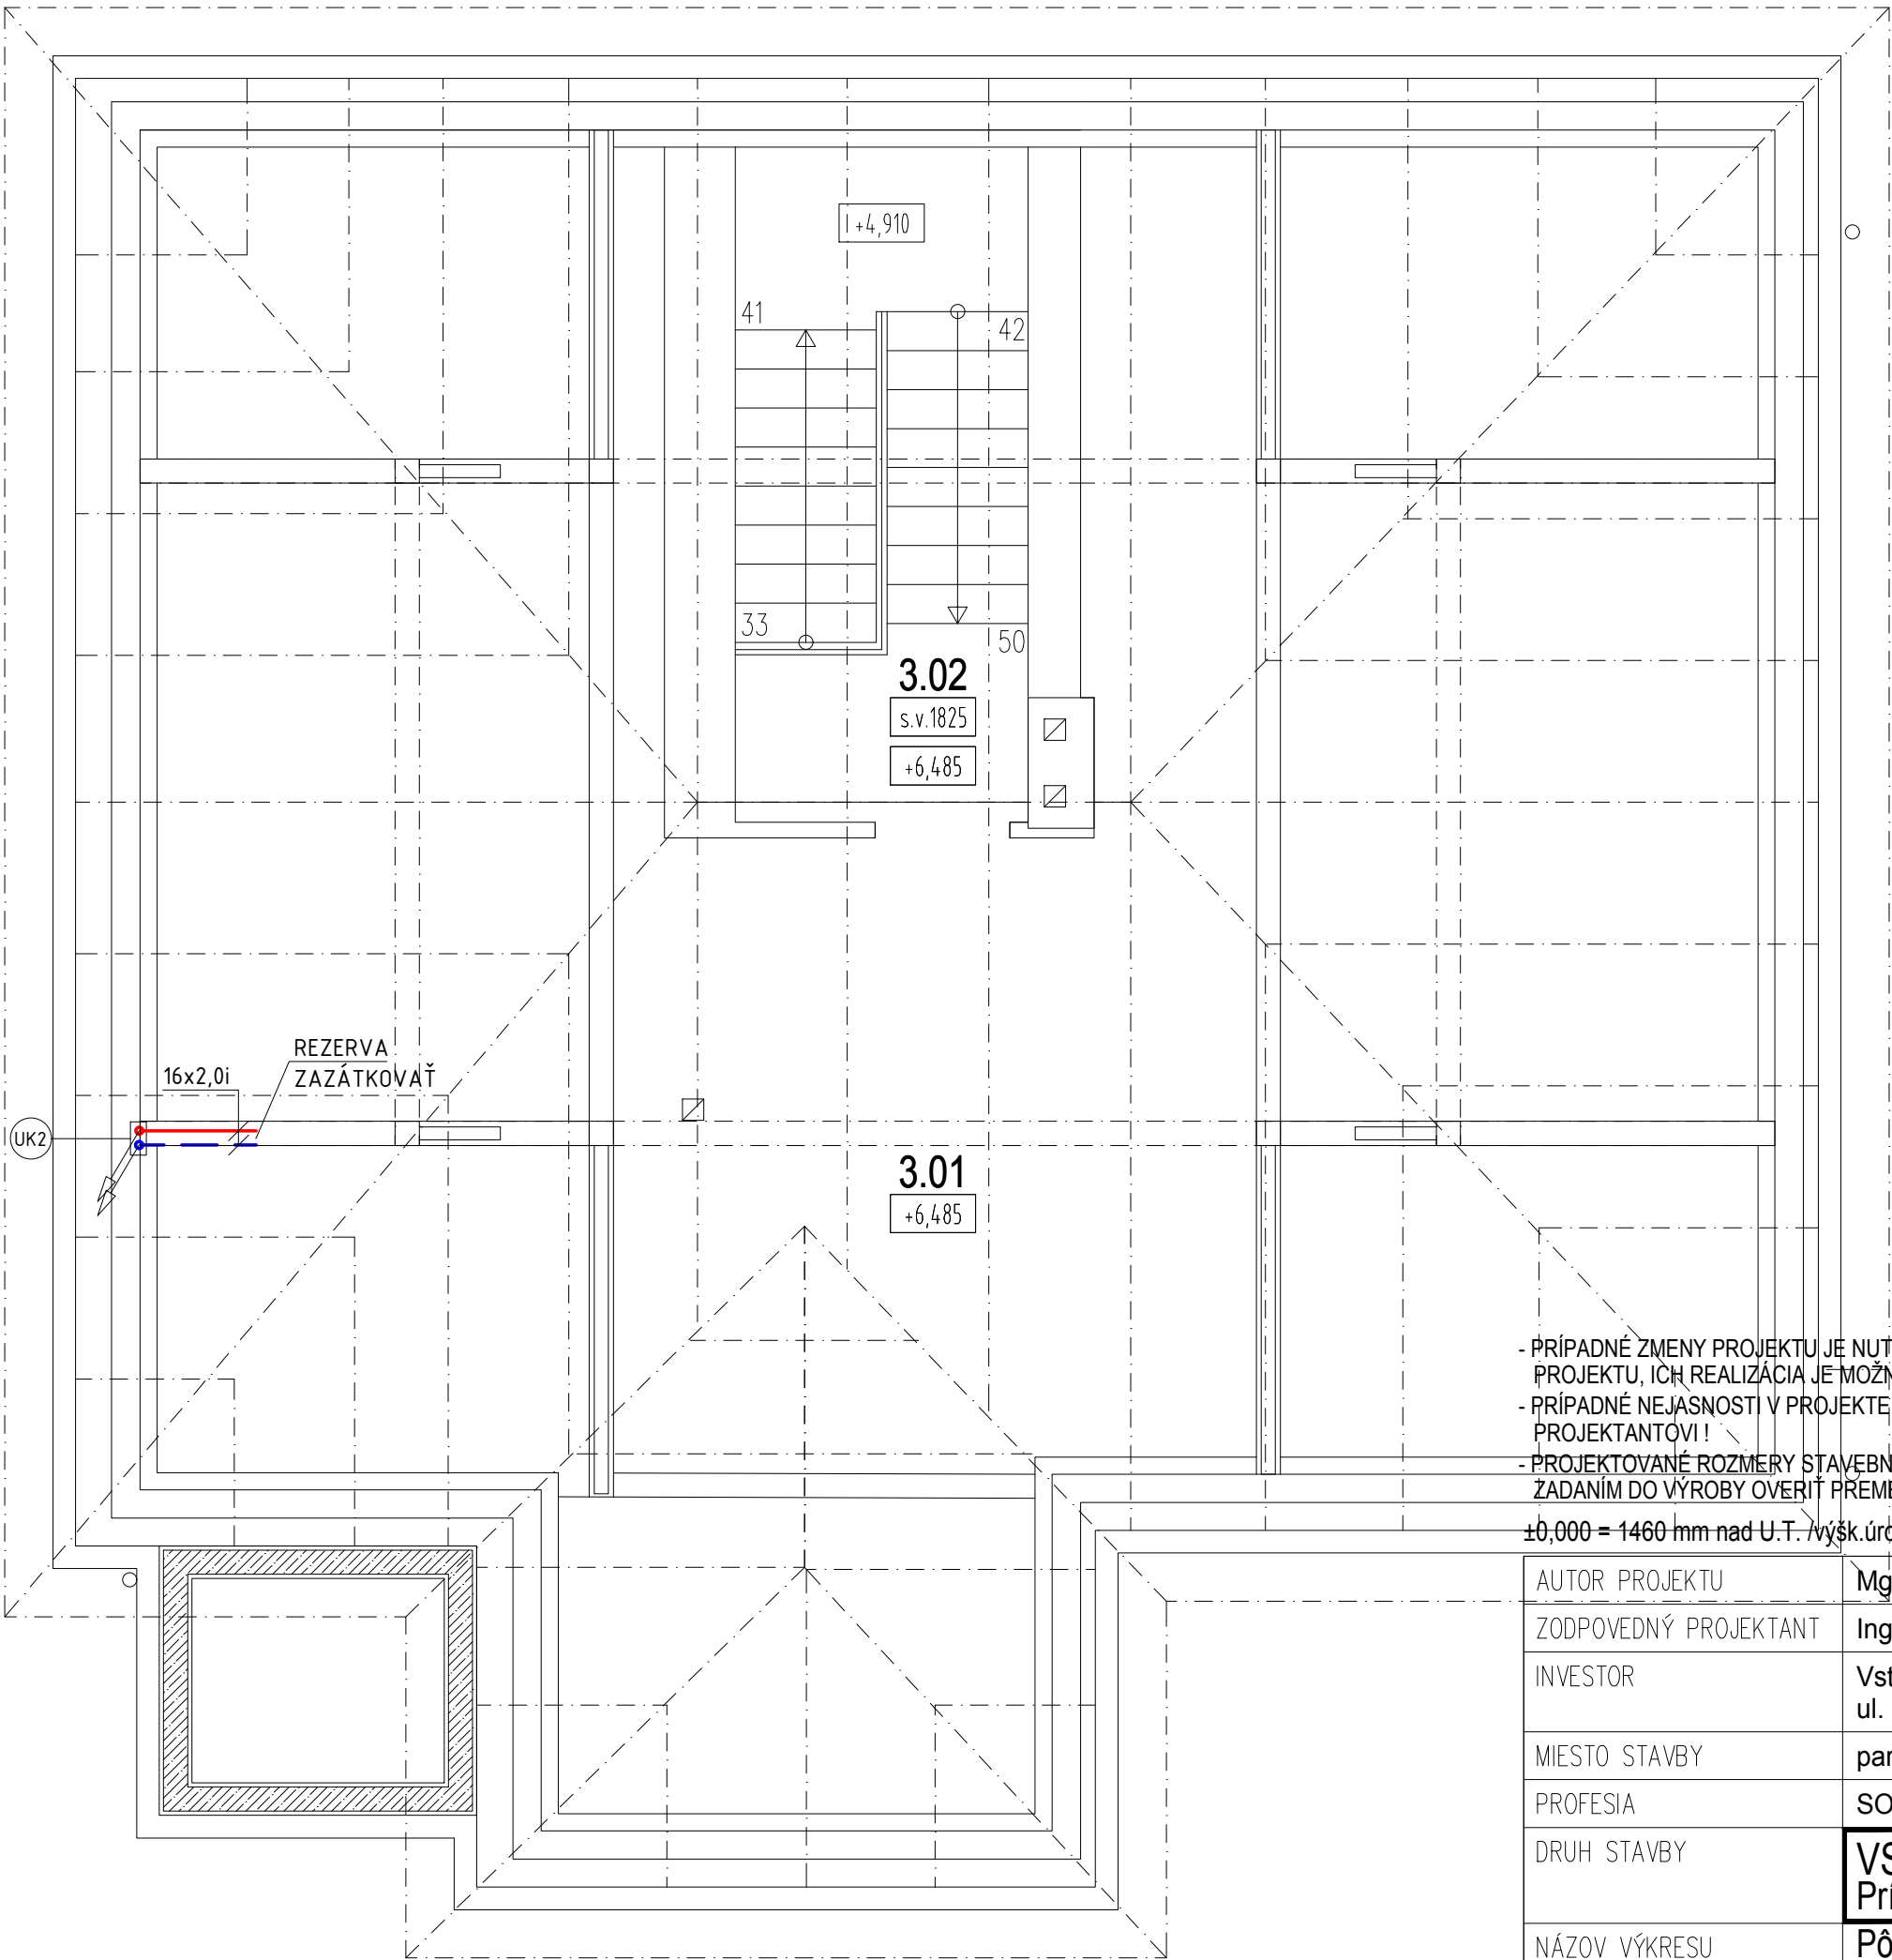 +4,910
41
42
33
50
3.02
s.v.1825
+6,485
REZERVA
ZAZÁTKOVAŤ
16x2,0i
UK2
3.01
+6,485
- PRÍPADNÉ ZMENY PROJEKTU JE NUT
PROJEKTU, ICH REALIZÁCIA JE MOŽN
- PRÍPADNÉ NEJASNOSTI V PROJEKTE
PROJEKTANTOVI !
- PROJEKTOVANÉ ROZMERY STAVEBN
ZADANÍM DO VÝROBY OVERIŤ PREME
±0,000 = 1460 mm nad U.T. /výšk.úro
AUTOR PROJEKTU Mg
ZODPOVEDNÝ PROJEKTANT Ing
INVESTOR Vst
ul.
MIESTO STAVBY par
PROFESIA SO
DRUH STAVBY VS
Prí
NÁZOV VÝKRESU Pô